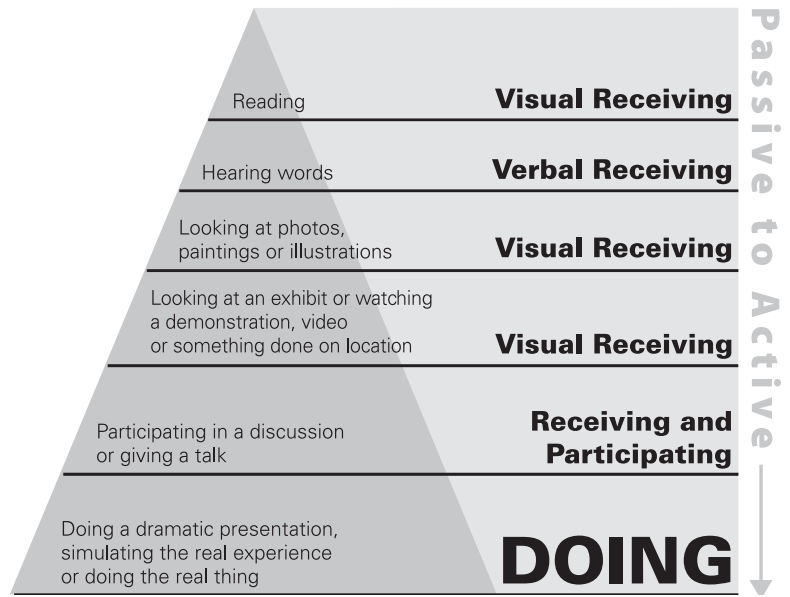 Reading
Visual Receiving
Hearing words
Verbal Receiving
Looking at photos,
paintings or illustrations
Visual Receiving
Looking at an exhibit or watching
a demonstration, video
or something done on location
Visual Receiving
Participating in a discussion
or giving a talk
Receiving and
Participating
Doing a dramatic presentation,
simulating the real experience
or doing the real thing
DOING
Passive to Active